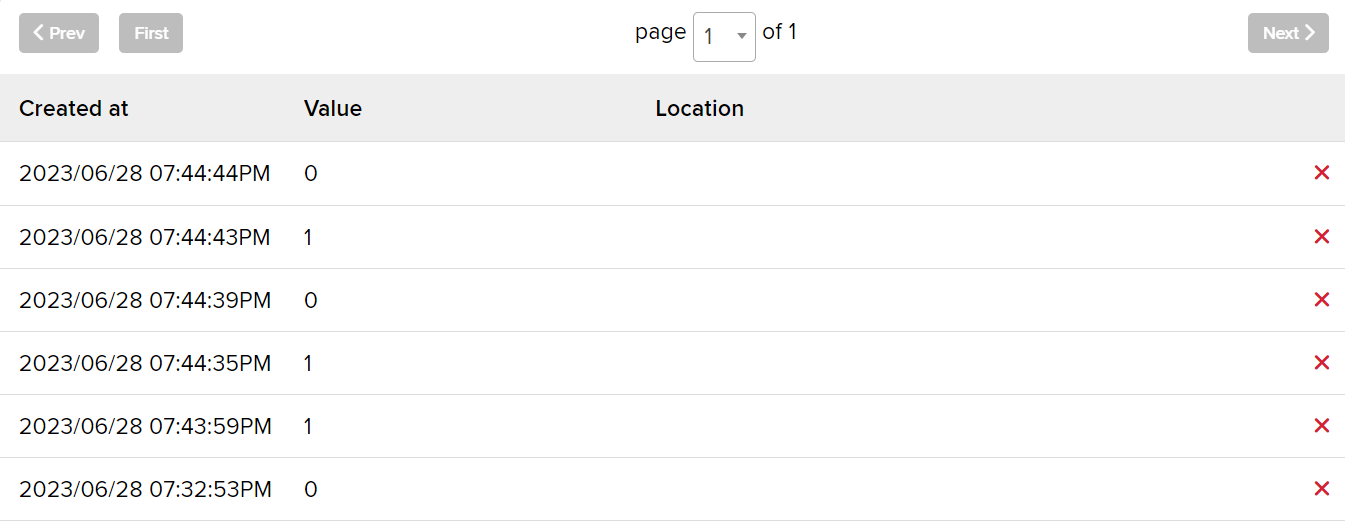 Prev First page 1 of 1 Next
Created at Value Location
2023/06/28 07:44:44PM 0
2023/06/28 07:44:43PM 1
2023/06/28 07:44:39PM 0
2023/06/28 07:44:35PM 1
2023/06/28 07:43:59PM 1
2023/06/28 07:32:53PM 0